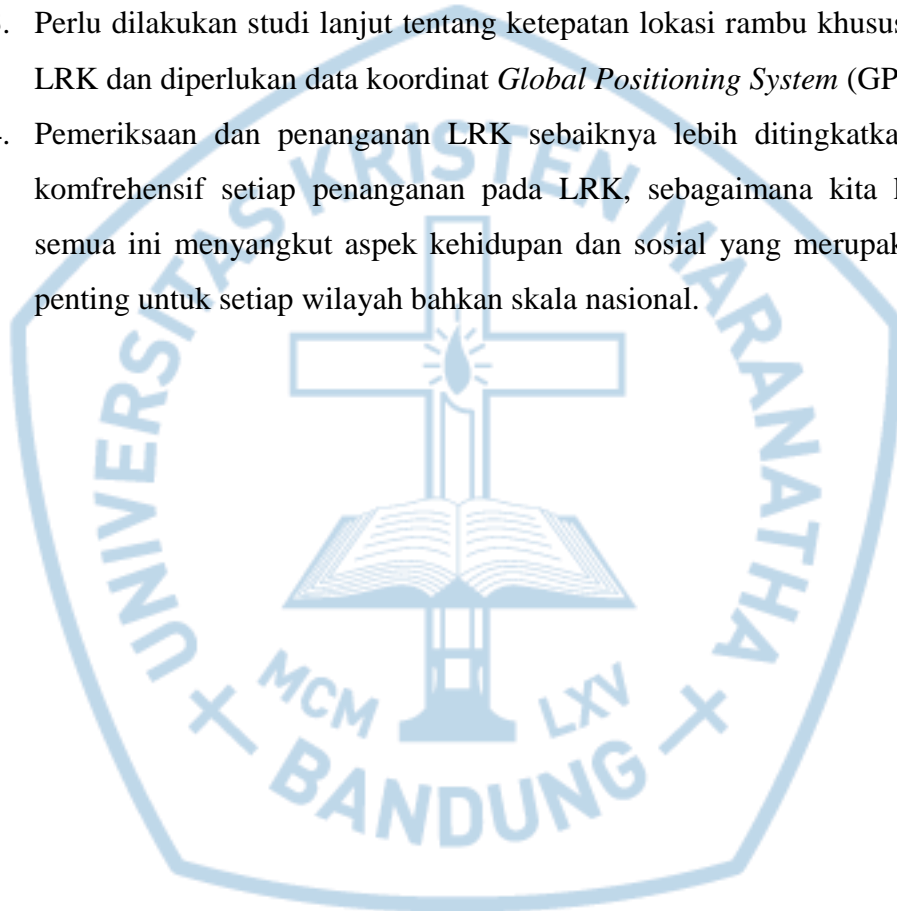 . Perlu dilakukan studi lanjut tentang ketepatan lokasi rambu khusus
LRK dan diperlukan data koordinat Global Positioning System (GP
. Pemeriksaan dan penanganan LRK sebaiknya lebih ditingkatka
komfrehensif setiap penanganan pada LRK, sebagaimana kita
semua ini menyangkut aspek kehidupan dan sosial yang merupak
penting untuk setiap wilayah bahkan skala nasional.
UNIVERSITAS KRISTEN MARANATHA
MCM LXV
BANDUNG